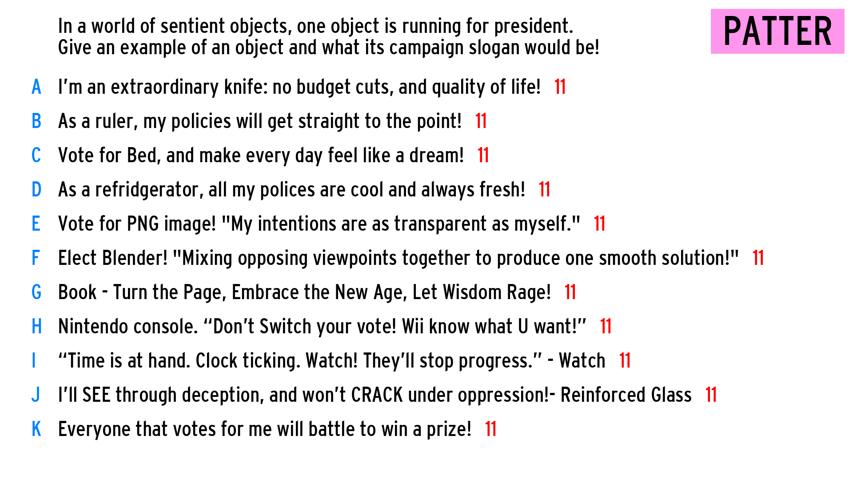 In a world of sentient objects, one object is running for president.
Give an example of an object and what its campaign slogan would be!
PATTER
A I'm an extraordinary knife: no budget cuts, and quality of life! 11
B As a ruler, my policies will get straight to the point! 11
C Vote for Bed, and make every day feel like a dream! 11
D As a refridgerator, all my polices are cool and always fresh! 11
E Vote for PNG image! "My intentions are as transparent as myself." 11
F Elect Blender! "Mixing opposing viewpoints together to produce one smooth solution!" 11
G Book - Turn the Page, Embrace the New Age, Let Wisdom Rage! 11
H Nintendo console. “Don’t Switch your vote! Wii know what U want!” 11
I “Time is at hand. Clock ticking. Watch! They’ll stop progress.” - Watch 11
J I’ll SEE through deception, and won’t CRACK under oppression!- Reinforced Glass 11
K Everyone that votes for me will battle to win a prize! 11